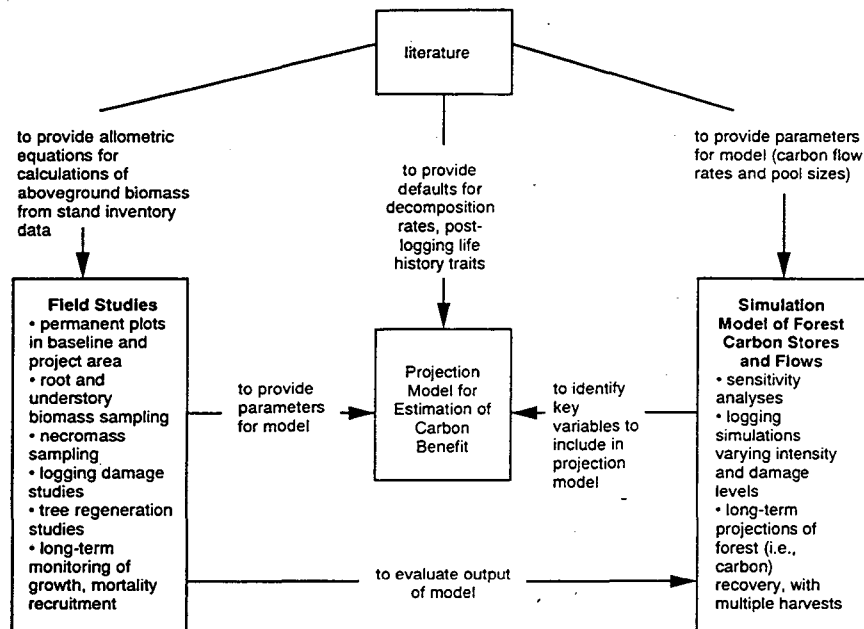 literature
to provide allometric
equations for
calculations of
aboveground biomass
from stand inventory
data
to provide
defaults for
decomposition
rates, post-
logging life
history traits
to provide parameters
for model (carbon flow
rates and pool sizes)
Field Studies
• permanent plots
in baseline and
project area
• root and
understory
biomass sampling
• necromass
sampling
• logging damage
studies
• tree regeneration
studies
• long-term
monitoring of
growth, mortality
recruitment
to provide
parameters
for model
Projection
Model for
Estimation of
Carbon
Benefit
to identify
key
variables to
include in
projection
model
Simulation
Model of Forest
Carbon Stores
and Flows
• sensitivity
analyses
• logging
simulations
varying intensity
and damage
levels
• long-term
projections of
forest (i.e.,
carbon)
recovery, with
multiple harvests
to evaluate output
of model